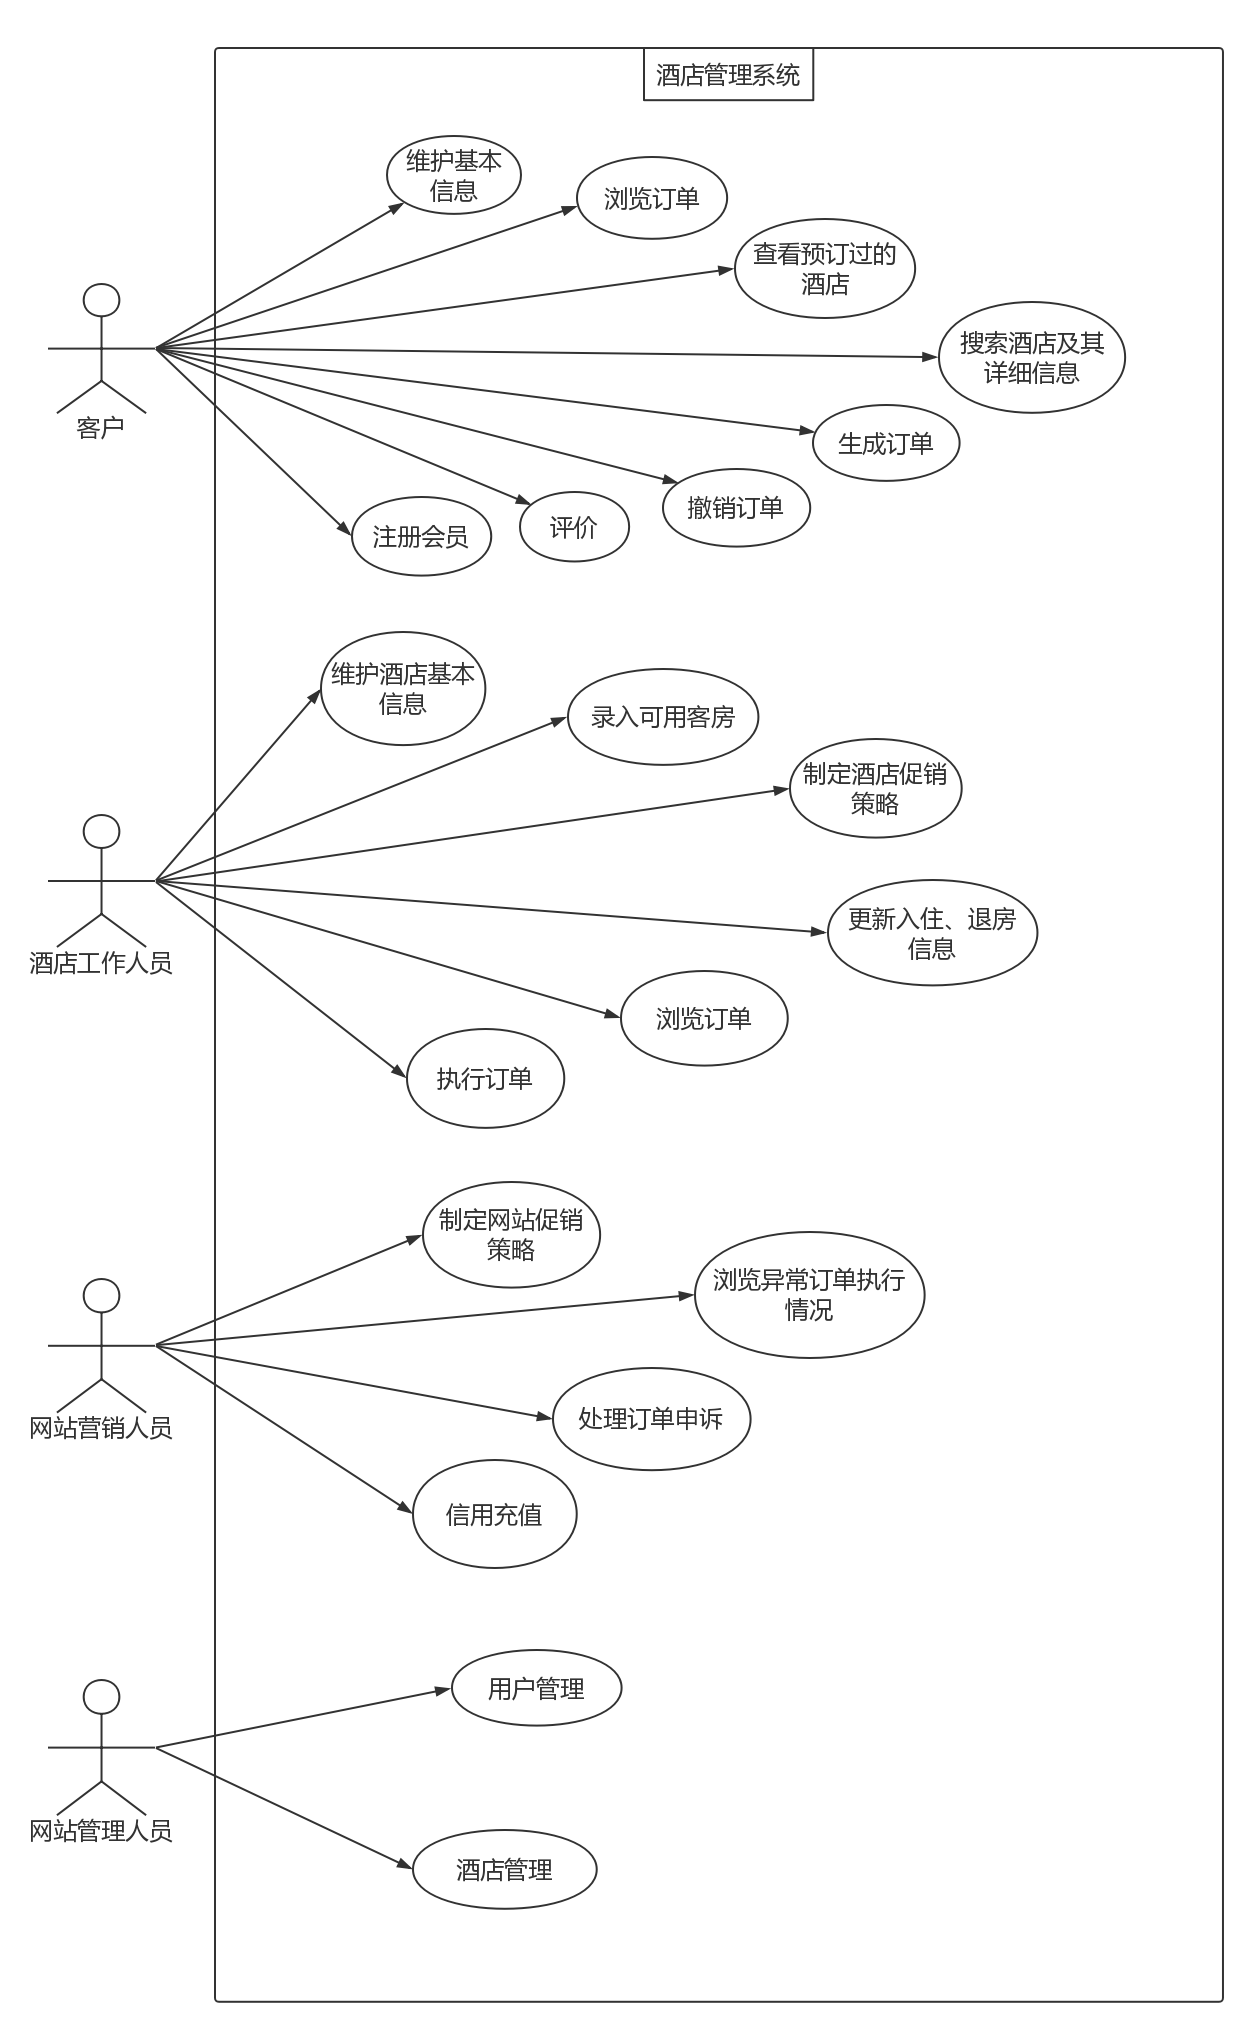 酒店管理系统
维护基本
信息
浏览订单
查看预订过的
酒店
搜索酒店及其
详细信息
生成订单
撤销订单
评价
注册会员
客户
维护酒店基本
信息
录入可用客房
制定酒店促销
策略
更新入住、退房
信息
浏览订单
执行订单
酒店工作人员
制定网站促销
策略
浏览异常订单执行
情况
处理订单申诉
信用充值
网站营销人员
用户管理
酒店管理
网站管理人员